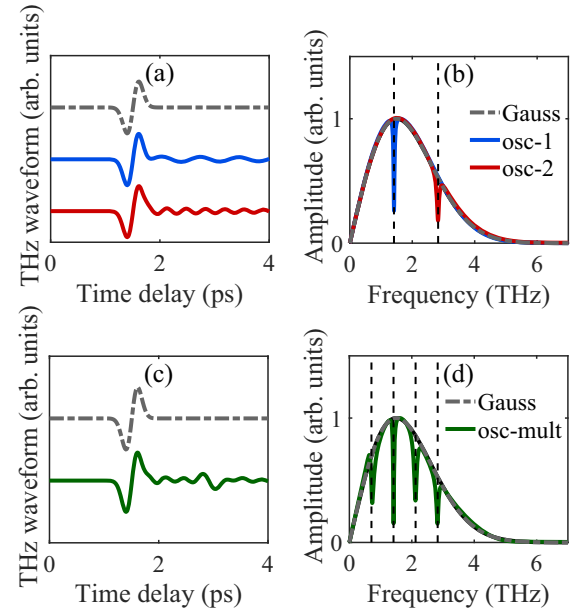 (a)
THz waveform (arb. units)
0 2 4
Time delay (ps)
(b)
Amplitude (arb. units)
1
0
Gauss
osc-1
osc-2
0 2 4 6
Frequency (THz)
(c)
THz waveform (arb. units)
0 2 4
Time delay (ps)
(d)
Amplitude (arb. units)
1
0
Gauss
osc-mult
0 2 4 6
Frequency (THz)